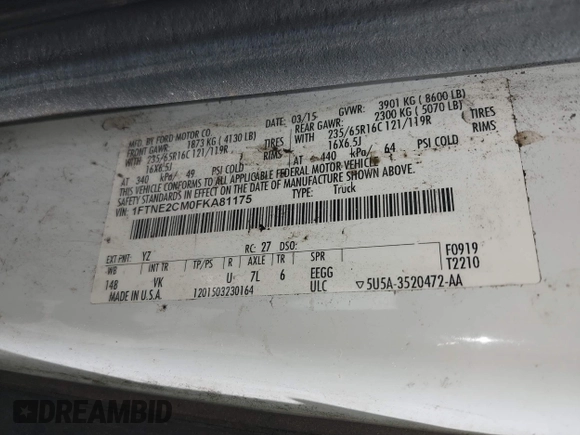 MFD. BY FORD MOTOR CO.
DATE: 03/15 GVWR: 3901 KG ( 8600 LB)
FRONT GAWR: 1873 KG ( 4130 LB)
REAR GAWR: 2300 KG ( 5070 LB)
WITH 235/65R16C 121/119R TIRES
WITH 235/65R16C 121/119R TIRES
16X6.5J RIMS
16X6.5J RIMS
AT 340 kPa/ 49 PSI COLD
AT 440 kPa/ 64 PSI COLD
THIS VEHICLE CONFORMS TO ALL APPLICABLE FEDERAL MOTOR VEHICLE
SAFETY STANDARDS IN EFFECT ON THE DATE OF MANUFACTURE SHOWN ABOVE.
VIN: 1FTNE2CM0FKA81175 TYPE: Truck
EXT PNT: YZ RC: 27 DSO:
WB INT TR TP/PS R AXLE TR SPR
148 VK U 7L 6 EEGG
F0919
T2210
MADE IN U.S.A. 1201503230164 ULC ▽5U5A-3520472-AA
DREAMBID